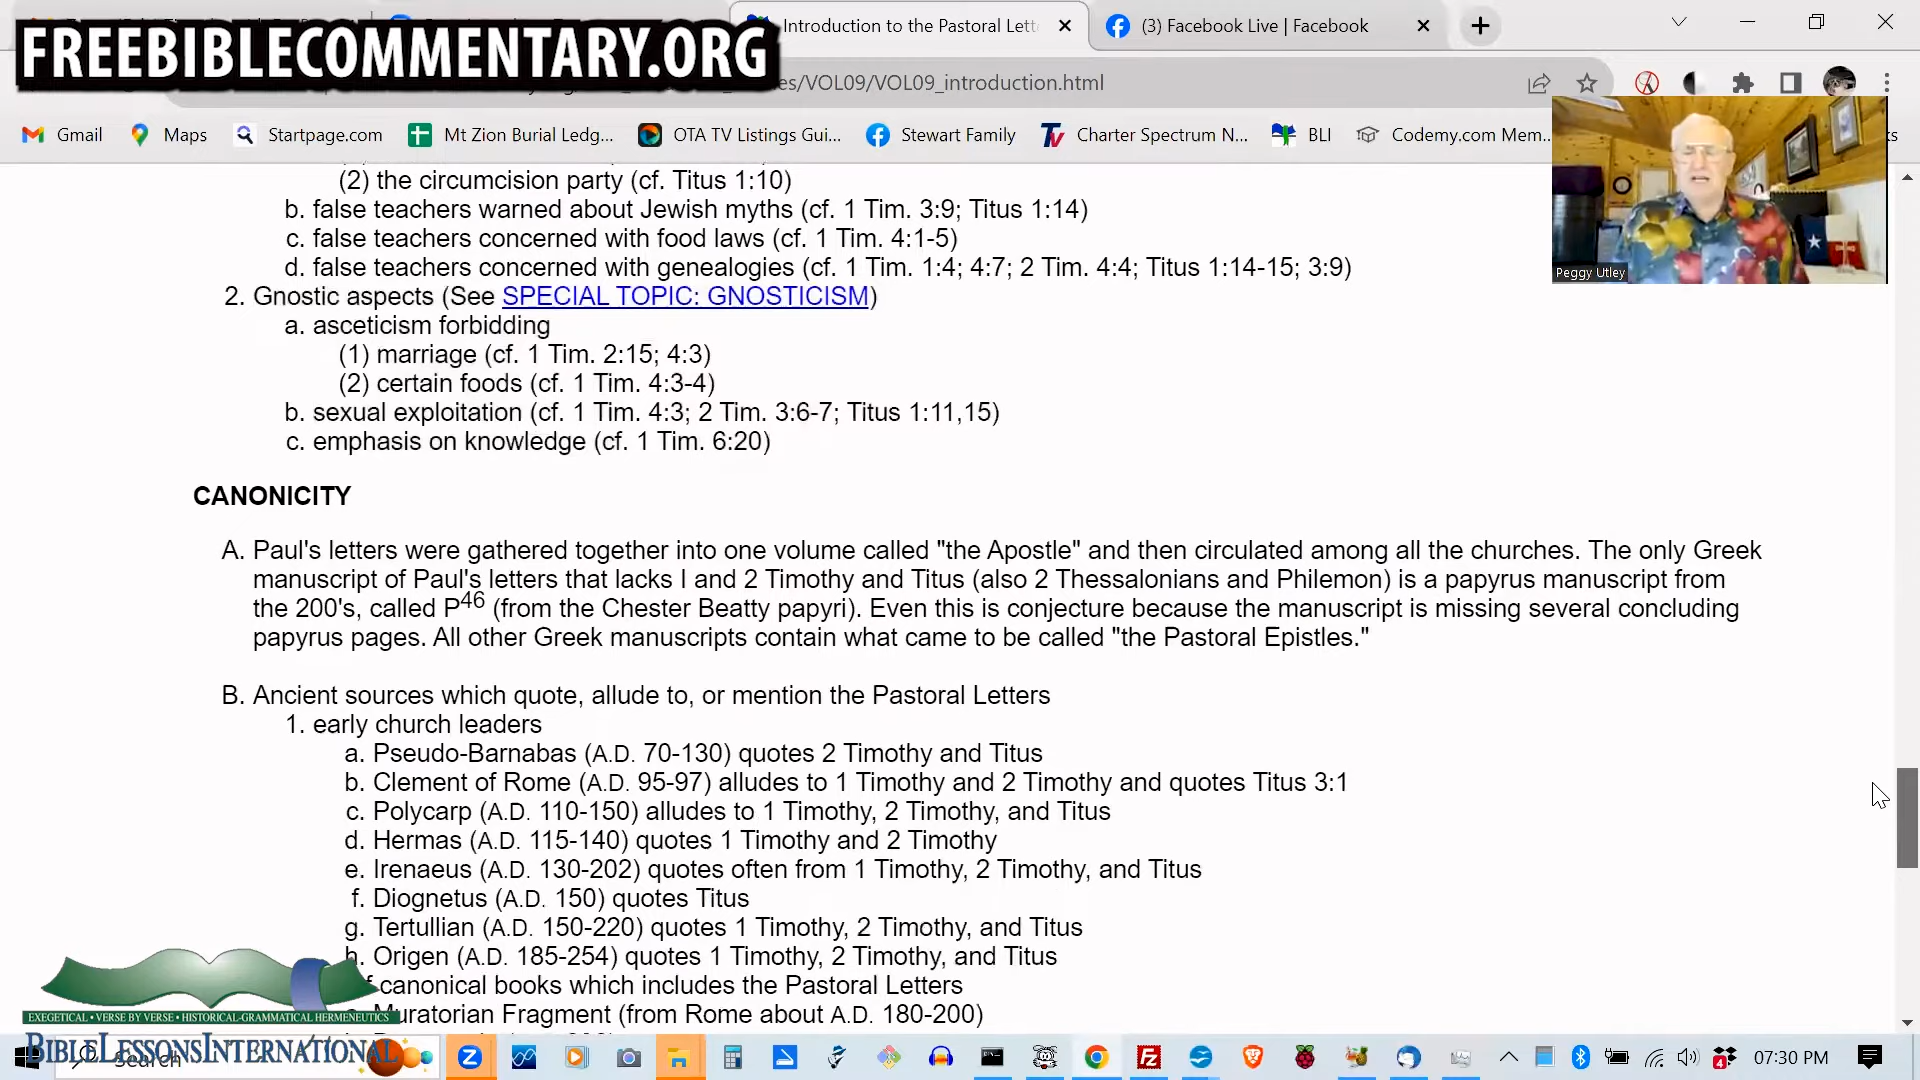 FREEBIBLECOMMENTARY.ORG
Introduction to the Pastoral Lett
(3) Facebook Live | Facebook
es/VOL09/VOL09_introduction.html
Gmail
Maps
Startpage.com
Mt Zion Burial Ledg...
OTA TV Listings Gui...
Stewart Family
Charter Spectrum N...
BLI
Codemy.com Mem...
Peggy Utley
(2) the circumcision party (cf. Titus 1:10)
b. false teachers warned about Jewish myths (cf. 1 Tim. 3:9; Titus 1:14)
c. false teachers concerned with food laws (cf. 1 Tim. 4:1-5)
d. false teachers concerned with genealogies (cf. 1 Tim. 1:4; 4:7; 2 Tim. 4:4; Titus 1:14-15; 3:9)
2. Gnostic aspects (See SPECIAL TOPIC: GNOSTICISM)
a. asceticism forbidding
(1) marriage (cf. 1 Tim. 2:15; 4:3)
(2) certain foods (cf. 1 Tim. 4:3-4)
b. sexual exploitation (cf. 1 Tim. 4:3; 2 Tim. 3:6-7; Titus 1:11,15)
c. emphasis on knowledge (cf. 1 Tim. 6:20)
CANONICITY
A. Paul's letters were gathered together into one volume called "the Apostle" and then circulated among all the churches. The only Greek
manuscript of Paul's letters that lacks I and 2 Timothy and Titus (also 2 Thessalonians and Philemon) is a papyrus manuscript from
the 200's, called P46 (from the Chester Beatty papyri). Even this is conjecture because the manuscript is missing several concluding
papyrus pages. All other Greek manuscripts contain what came to be called "the Pastoral Epistles."
B. Ancient sources which quote, allude to, or mention the Pastoral Letters
1. early church leaders
a. Pseudo-Barnabas (A.D. 70-130) quotes 2 Timothy and Titus
b. Clement of Rome (A.D. 95-97) alludes to 1 Timothy and 2 Timothy and quotes Titus 3:1
c. Polycarp (A.D. 110-150) alludes to 1 Timothy, 2 Timothy, and Titus
d. Hermas (A.D. 115-140) quotes 1 Timothy and 2 Timothy
e. Irenaeus (A.D. 130-202) quotes often from 1 Timothy, 2 Timothy, and Titus
f. Diognetus (A.D. 150) quotes Titus
g. Tertullian (A.D. 150-220) quotes 1 Timothy, 2 Timothy, and Titus
h. Origen (A.D. 185-254) quotes 1 Timothy, 2 Timothy, and Titus
canonical books which includes the Pastoral Letters
Muratorian Fragment (from Rome about A.D. 180-200)
EXEGETICAL • VERSE BY VERSE • HISTORICAL-GRAMMATICAL HERMENEUTICS
BIBLELESSONSINTERNATIONAL
Search
07:30 PM